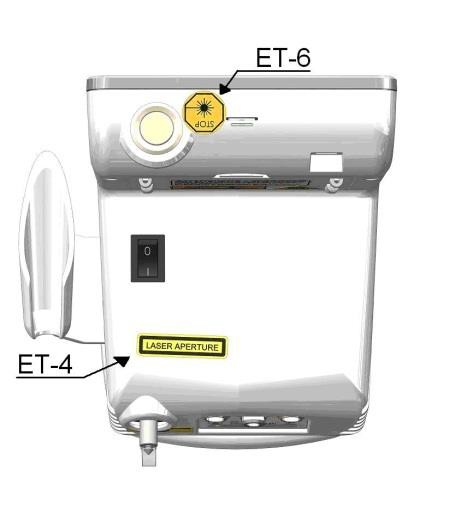 ET-6
STOP
0
I
LASER APERTURE
ET-4